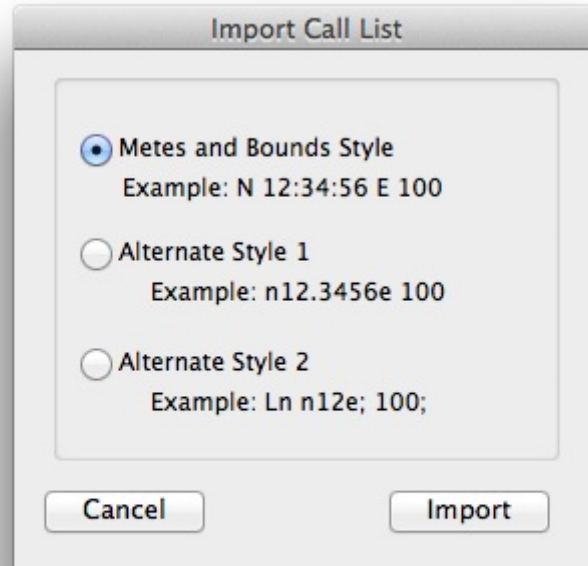 Import Call List
Metes and Bounds Style
Example: N 12:34:56 E 100
Alternate Style 1
Example: n12.3456e 100
Alternate Style 2
Example: Ln n12e; 100;
Cancel
Import